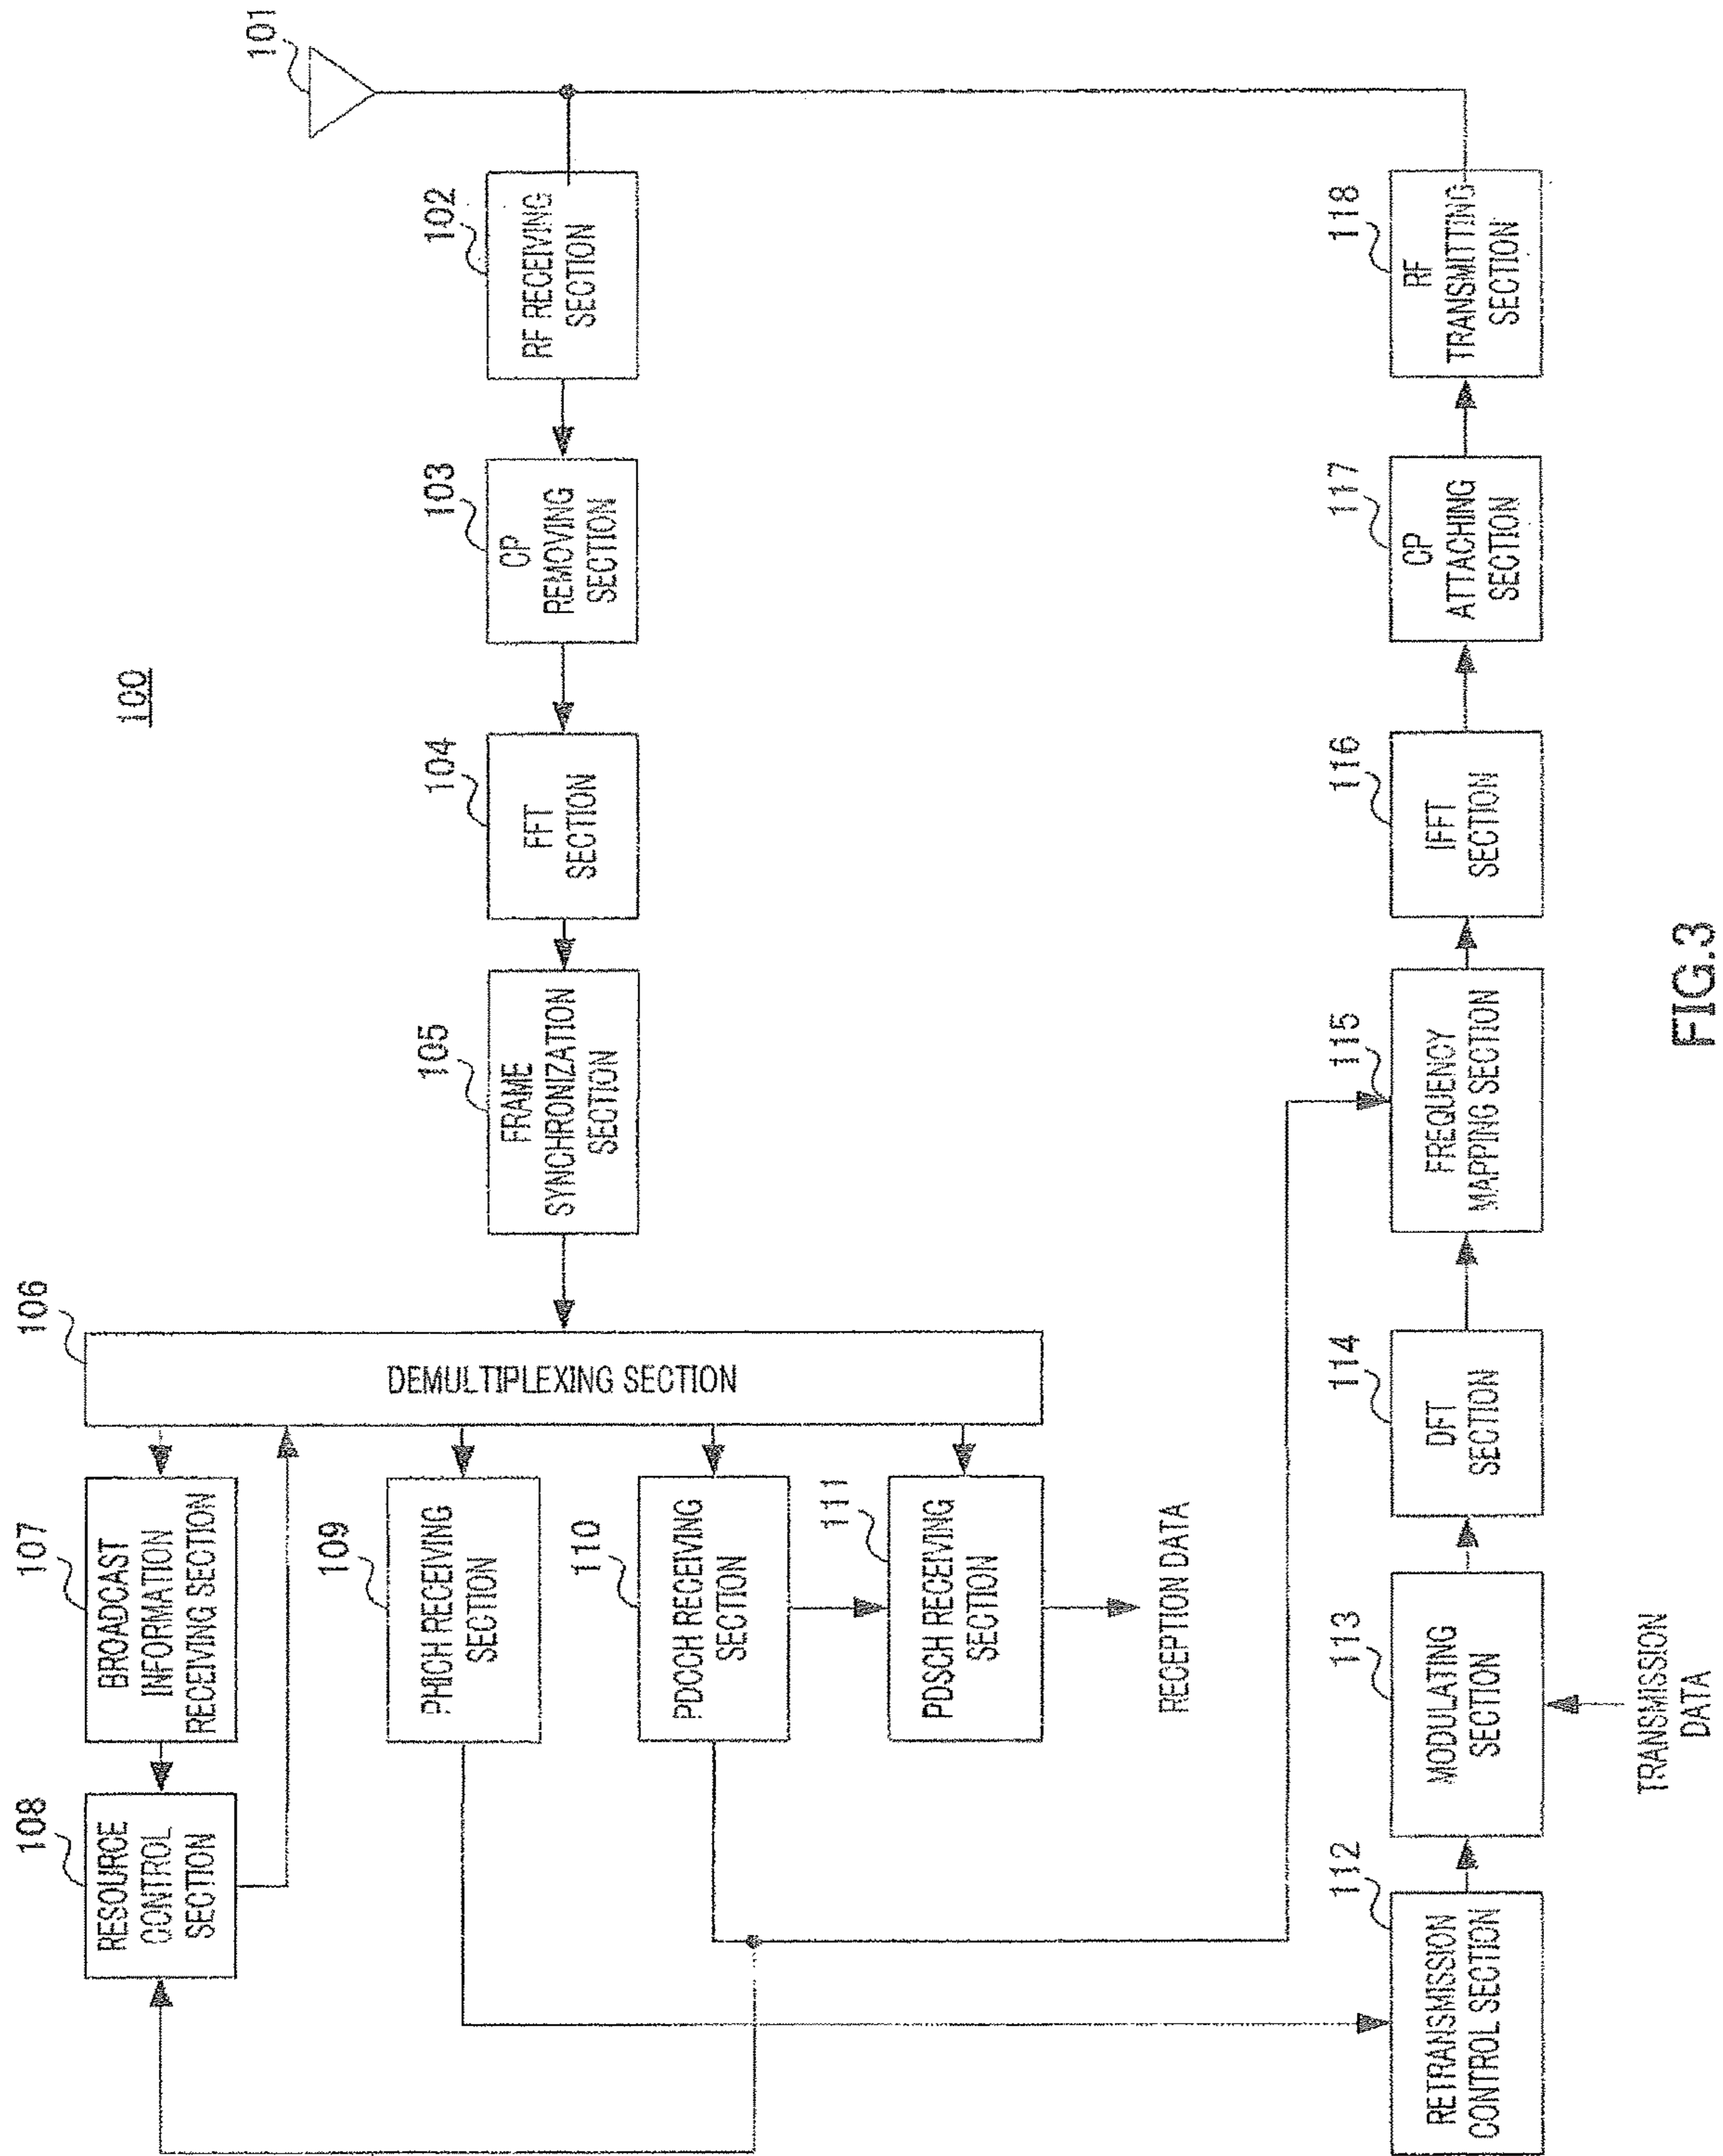 100
101
102
RF RECEIVING
SECTION
103
CP
REMOVING
SECTION
104
FFT
SECTION
105
FRAME
SYNCHRONIZATION
SECTION
106
DEMULTIPLEXING SECTION
107
BROADCAST
INFORMATION
RECEIVING SECTION
108
RESOURCE
CONTROL
SECTION
109
PHICH RECEIVING
SECTION
110
PDCCH RECEIVING
SECTION
111
PDSCH RECEIVING
SECTION
RECEPTION DATA
112
RETRANSMISSION
CONTROL SECTION
113
MODULATING
SECTION
TRANSMISSION
DATA
114
DFT
SECTION
115
FREQUENCY
MAPPING SECTION
116
IFFT
SECTION
117
CP
ATTACHING
SECTION
118
RF
TRANSMITTING
SECTION
FIG.3